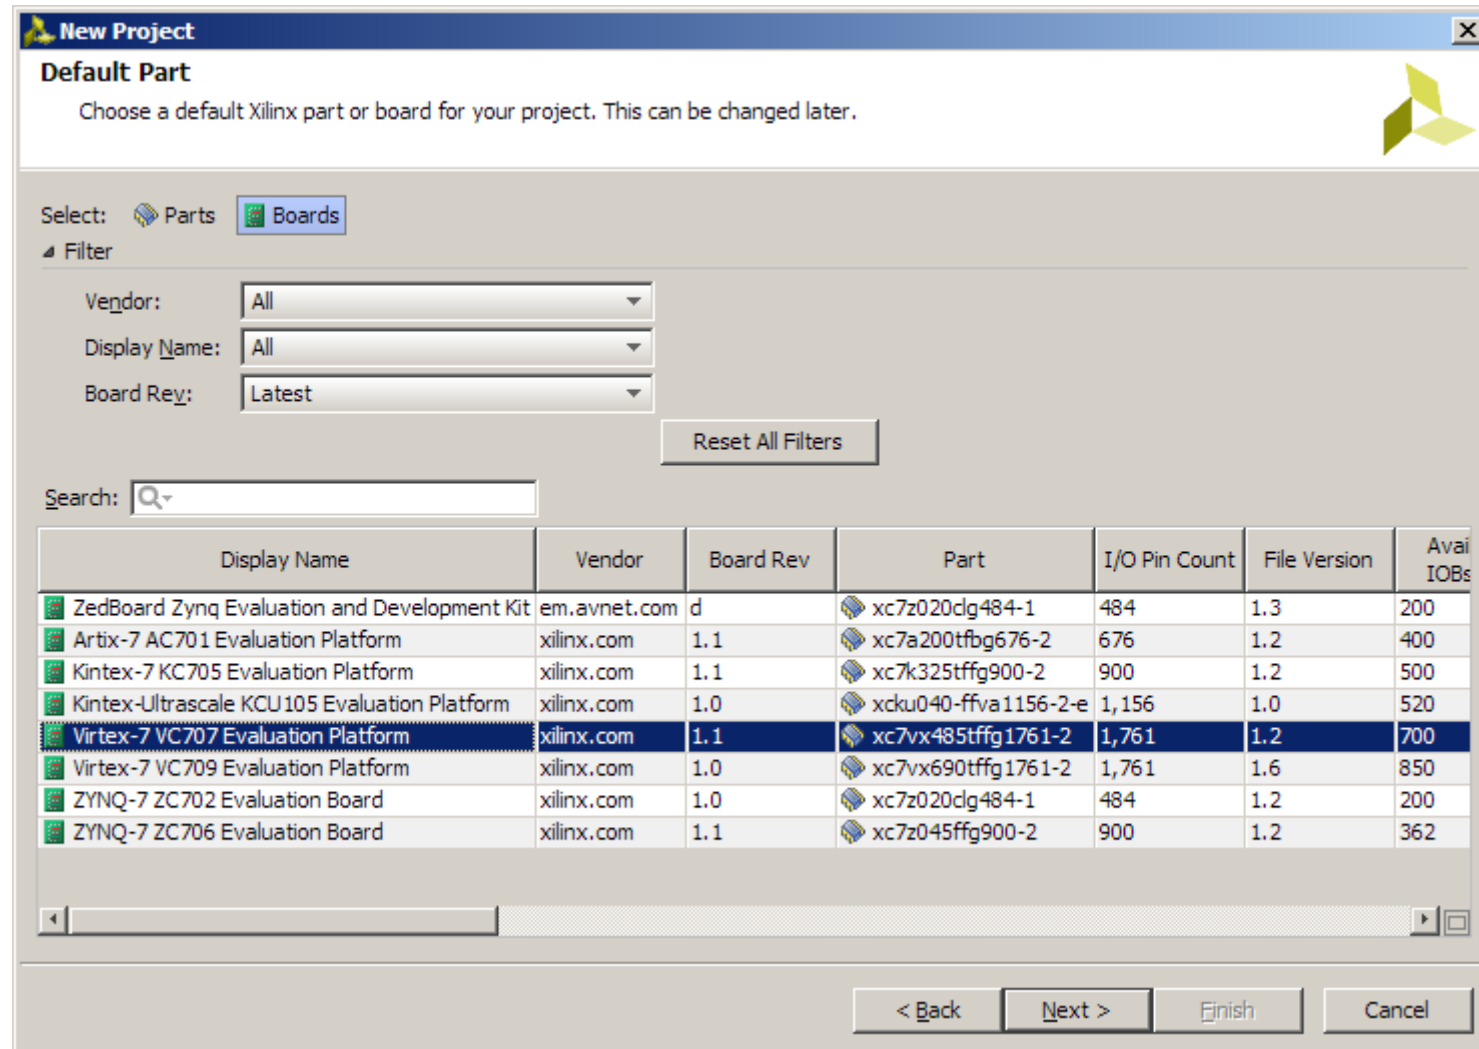 New Project
Default Part
Choose a default Xilinx part or board for your project. This can be changed later.
Select: Parts Boards
Filter
Vendor: All
Display Name: All
Board Rev: Latest
Reset All Filters
Search:
Display Name Vendor Board Rev Part I/O Pin Count File Version Avai IOBs
ZedBoard Zynq Evaluation and Development Kit em.avnet.com d xc7z020clg484-1 484 1.3 200
Artix-7 AC701 Evaluation Platform xilinx.com 1.1 xc7a200tfbg676-2 676 1.2 400
Kintex-7 KC705 Evaluation Platform xilinx.com 1.1 xc7k325tffg900-2 900 1.2 500
Kintex-Ultrascale KCU105 Evaluation Platform xilinx.com 1.0 xcku040-ffva1156-2-e 1,156 1.0 520
Virtex-7 VC707 Evaluation Platform xilinx.com 1.1 xc7vx485tffg1761-2 1,761 1.2 700
Virtex-7 VC709 Evaluation Platform xilinx.com 1.0 xc7vx690tffg1761-2 1,761 1.6 850
ZYNQ-7 ZC702 Evaluation Board xilinx.com 1.0 xc7z020clg484-1 484 1.2 200
ZYNQ-7 ZC706 Evaluation Board xilinx.com 1.1 xc7z045ffg900-2 900 1.2 362
< Back Next > Finish Cancel